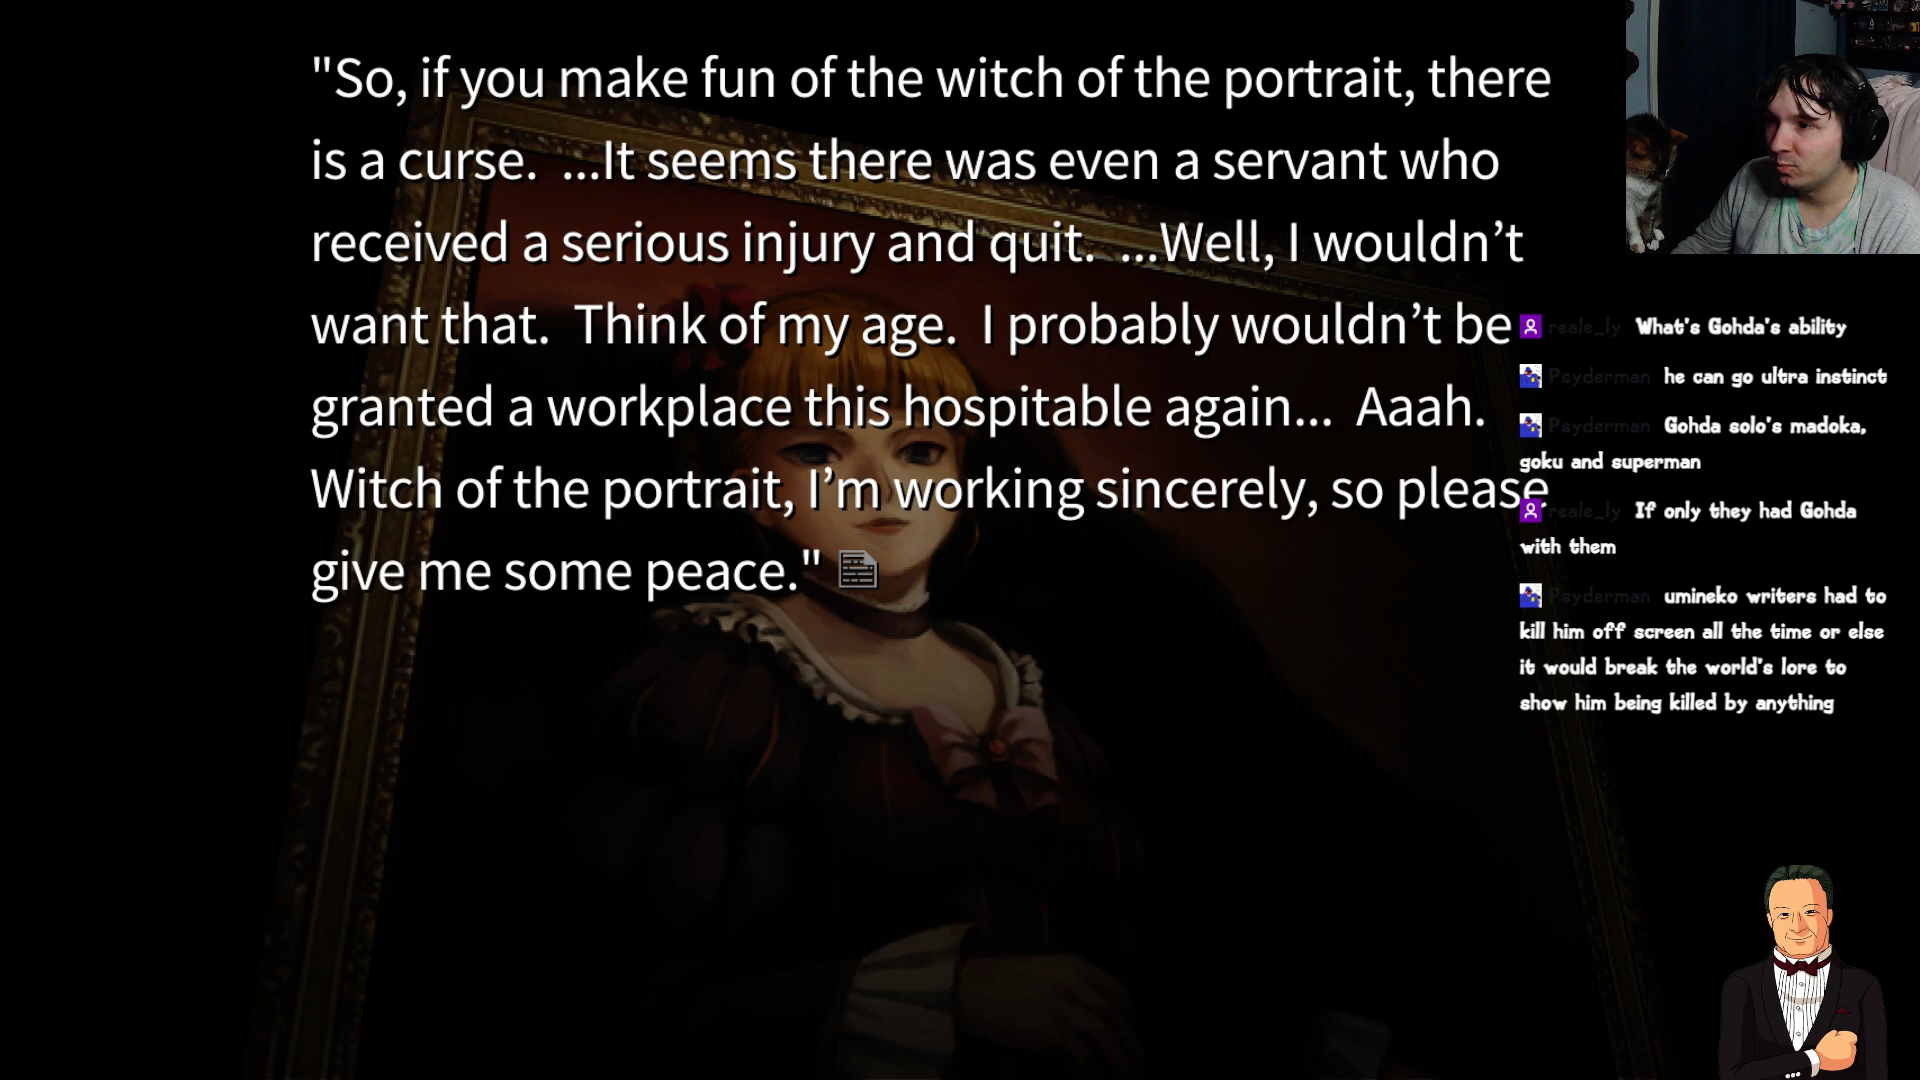 "So, if you make fun of the witch of the portrait, there
is a curse.  ...It seems there was even a servant who
received a serious injury and quit.  ...Well, I wouldn’t
want that.  Think of my age.  I probably wouldn’t be
granted a workplace this hospitable again...  Aaah.
Witch of the portrait, I’m working sincerely, so please
give me some peace."
reale_ly What's Gohda's ability
Psyderman he can go ultra instinct
Psyderman Gohda solo's madoka,
goku and superman
reale_ly If only they had Gohda
with them
Psyderman umineko writers had to
kill him off screen all the time or else
it would break the world's lore to
show him being killed by anything